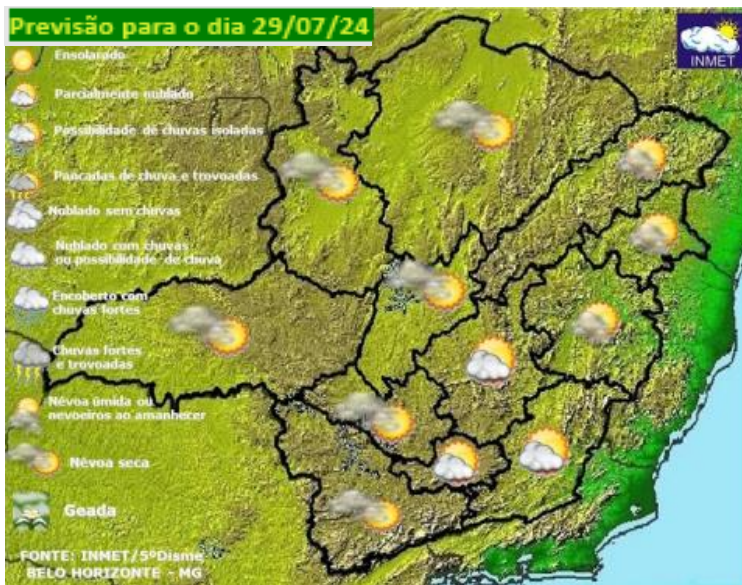 Previsão para o dia 29/07/24
INMET
Ensolarado
Parcialmente nublado
Possibilidade de chuvas isoladas
Pancadas de chuva e trovoadas
Nublado sem chuvas
Nublado com chuvas
ou possibilidade de chuva
Encoberto com
chuvas fortes
Chuvas fortes
e trovoadas
Névoa úmida ou
nevoeiros ao amanhecer
Névoa seca
Geada
FONTE: INMET/5ºDisme
BELO HORIZONTE - MG